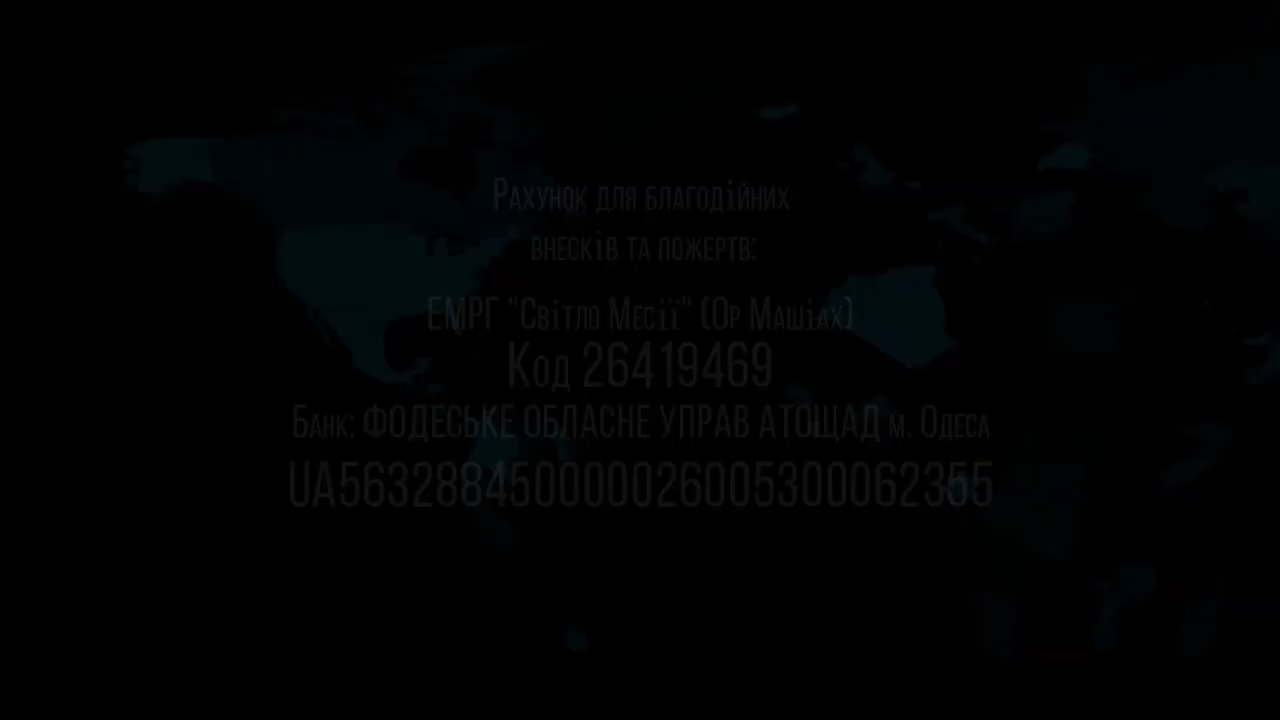 Рахунок для благодійних
внесків та пожертв:
ЕМРГ "Світло Месії" (Ор Машіах)
Код 26419469
Банк: ФОДЕСЬКЕ ОБЛАСНЕ УПРАВ АТОЩАД м. Одеса
UA563288450000026005300062355